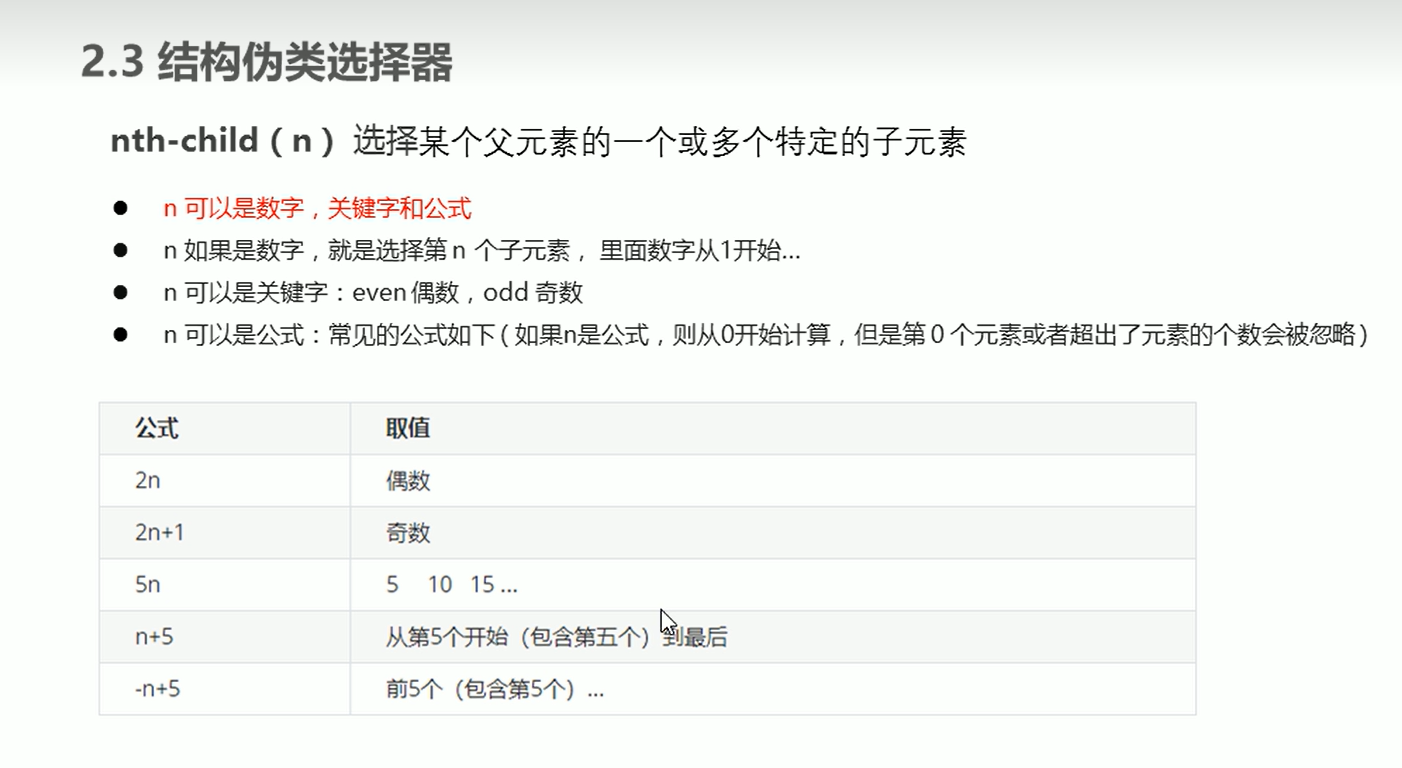 2.3 结构伪类选择器
nth-child（n） 选择某个父元素的一个或多个特定的子元素
● n 可以是数字，关键字和公式
● n 如果是数字，就是选择第 n 个子元素， 里面数字从1开始...
● n 可以是关键字：even 偶数，odd 奇数
● n 可以是公式：常见的公式如下 ( 如果n是公式，则从0开始计算，但是第 0 个元素或者超出了元素的个数会被忽略 )
公式 取值
2n 偶数
2n+1 奇数
5n 5 10 15 ...
n+5 从第5个开始（包含第五个）到最后
-n+5 前5个（包含第5个）...